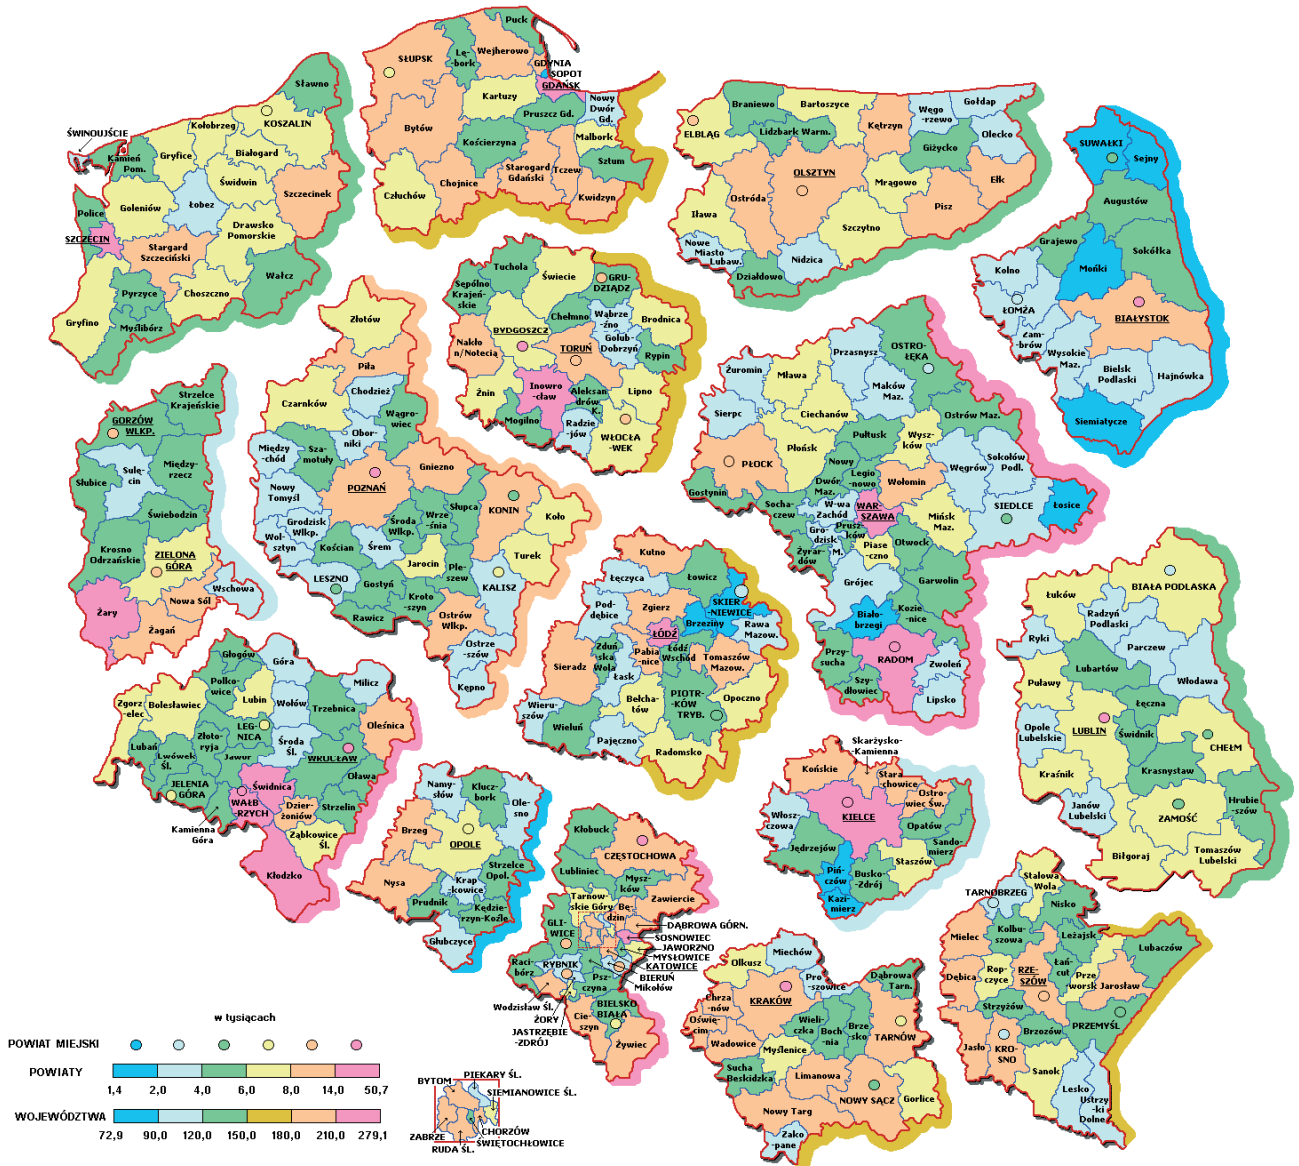 Sławno
KOSZALIN
Kołobrzeg
ŚWINOUJŚCIE
Kamień
Pom.
Gryfice
Białogard
Świdwin
Szczecinek
Goleniów
Łobez
Police
Drawsko
Pomorskie
SZCZECIN
Stargard
Szczeciński
Wałcz
Pyrzyce
Choszczno
Gryfino
Myślibórz
Puck
SŁUPSK
Lę-
bork
Wejherowo
GDYNIA
SOPOT
GDAŃSK
Kartuzy
Nowy
Dwór
Gd.
Pruszcz Gd.
Bytów
Malbork
Kościerzyna
Sztum
Starogard
Gdański
Tczew
Człuchów
Chojnice
Kwidzyn
Gołdap
Braniewo
Bartoszyce
Węgo
-rzewo
ELBLĄG
Lidzbark Warm.
Kętrzyn
Olecko
Giżycko
OLSZTYN
Ełk
Mrągowo
Ostróda
Pisz
Iława
Szczytno
Nowe
Miasto
Lubaw.
Nidzica
Działdowo
SUWAŁKI
Sejny
Augustów
Grajewo
Sokółka
Kolno
Mońki
ŁOMŻA
BIAŁYSTOK
Zam-
brów
Wysokie
Maz.
Bielsk
Podlaski
Hajnówka
Siemiatycze
Tuchola
Świecie
GRU-
DZIĄDZ
Sępólno
Krajeń-
skie
Chełmno
Wąbrze
-źno
Brodnica
BYDGOSZCZ
Golub-
Dobrzyń
Nakło
n/Notecią
TORUŃ
Rypin
Inowro
-cław
Aleksan
drów
K.
Lipno
Żnin
Mogilno
Radzie-
jów
WŁOCŁA
-WEK
Złotów
Piła
Chodzież
Czarnków
Wągro-
wiec
Obor-
niki
Między
-chód
Sza-
motuły
Gniezno
POZNAŃ
Nowy
Tomyśl
Słupca
KONIN
Koło
Grodzisk
Wlkp.
Środa
Wlkp.
Wrze-
śnia
Wol-
sztyn
Kościan
Śrem
Turek
Jarocin
Ple-
szew
LESZNO
Gostyń
KALISZ
Kroto-
szyn
Rawicz
Ostrów
Wlkp.
Ostrze-
szów
Kępno
Strzelce
Krajeńskie
GORZÓW
WLKP.
Sulę-
cin
Między-
rzecz
Słubice
Świebodzin
Krosno
Odrzańskie
ZIELONA
GÓRA
Wschowa
Żary
Nowa Sól
Żagań
OSTRO-
ŁĘKA
Przasnysz
Żuromin
Mława
Maków
Maz.
Sierpc
Ciechanów
Ostrów Maz.
Pułtusk
Wysz-
ków
Płońsk
PŁOCK
Nowy
Dwór
Maz.
Legio
-nowo
Wołomin
Węgrów
Sokołów
Podl.
Gostynin
Socha-
czew
W-wa
Zachód
WAR-
SZAWA
SIEDLCE
Łosice
Gro-
dzisk
M.
Prusz-
ków
Mińsk
Maz.
Żyrar-
dów
Piase-
czno
Otwock
Grójec
Garwolin
Biało-
brzegi
Kozie-
nice
Przy-
sucha
RADOM
Zwoleń
Szy-
dłowiec
Lipsko
Kutno
Łęczyca
Łowicz
SKIER
-NIEWICE
Pod-
dębice
Zgierz
Brzeziny
Rawa
Mazow.
ŁÓDŹ
Zduń
ska
Wola
Pabia
-nice
Łódź
Wschód
Tomaszów
Mazow.
Sieradz
Łask
Bełcha-
tów
PIOTR-
KÓW
TRYB.
Opoczno
Wieru-
szów
Wieluń
Pajęczno
Radomsko
BIAŁA PODLASKA
Łuków
Radzyń
Podlaski
Ryki
Parczew
Lubartów
Włodawa
Puławy
Łęczna
Opole
Lubelskie
LUBLIN
Świdnik
CHEŁM
Kraśnik
Krasnystaw
Janów
Lubelski
ZAMOŚĆ
Hrubie
-szów
Biłgoraj
Tomaszów
Lubelski
Głogów
Góra
Polko-
wice
Milicz
Zgorz
-elec
Bolesławiec
Lubin
Wołów
Trzebnica
Oleśnica
LEG-
NICA
Złoto-
ryja
Środa
Śl.
Lubań
Lwówek
Śl.
Jawor
WROCŁAW
Oława
JELENIA
GÓRA
Świdnica
WAŁB
RZYCH
Dzier-
żoniów
Strzelin
Kamienna
Góra
Ząbkowice
Śl.
Kłodzko
Namy-
słów
Klucz-
bork
Ole-
sno
Brzeg
OPOLE
Nysa
Strzelce
Opol.
Krap
-kowice
Prudnik
Kędzie-
rzyn-Koźle
Głubczyce
Kłobuck
CZĘSTOCHOWA
Lubliniec
Mysz-
ków
Tarnow-
skie Góry
Bę-
dzin
Zawiercie
GLI-
WICE
DĄBROWA GÓRN.
SOSNOWIEC
JAWORZNO
MYSŁOWICE
KATOWICE
BIERUŃ
Mikołów
Raci-
bórz
RYBNIK
Psz-
czyna
Wodzisław Śl.
ŻORY
JASTRZĘBIE
-ZDRÓJ
BIELSKO
BIAŁA
Cie-
szyn
Żywiec
Skarżysko-
-Kamienna
Końskie
Stara
chowice
Ostro-
wiec Św.
KIELCE
Włosz-
czowa
Opatów
Jędrzejów
Sando-
mierz
Staszów
Piń-
czów
Busko-
-Zdrój
Kazi-
mierz
Olkusz
Miechów
Pro
-szowice
Dąbrowa
Tarn.
Chrza-
nów
KRAKÓW
Oświę-
cim
Wieli-
czka
Boch
-nia
Brze-
sko
TARNÓW
Wadowice
Myślenice
Sucha
Beskidzka
Limanowa
NOWY SĄCZ
Gorlice
Nowy Targ
Zako
-pane
Stalowa
Wola
TARNOBRZEG
Nisko
Kolbu-
szowa
Mielec
Leżajsk
Lubaczów
Dębica
Rop-
czyce
RZE-
SZÓW
Łań-
cut
Prze
worsk
Jarosław
Strzyżów
PRZEMYŚL
Brzozów
Jasło
KRO-
SNO
Sanok
Lesko
Ustrzy
-ki
Dolne
w tysiącach
POWIAT MIEJSKI
POWIATY
1,4 2,0 4,0 6,0 8,0 14,0 50,7
WOJEWÓDZTWA
72,9 90,0 120,0 150,0 180,0 210,0 279,1
PIEKARY ŚL.
BYTOM
SIEMIANOWICE ŚL.
CHORZÓW
ZABRZE
ŚWIĘTOCHŁOWICE
RUDA ŚL.